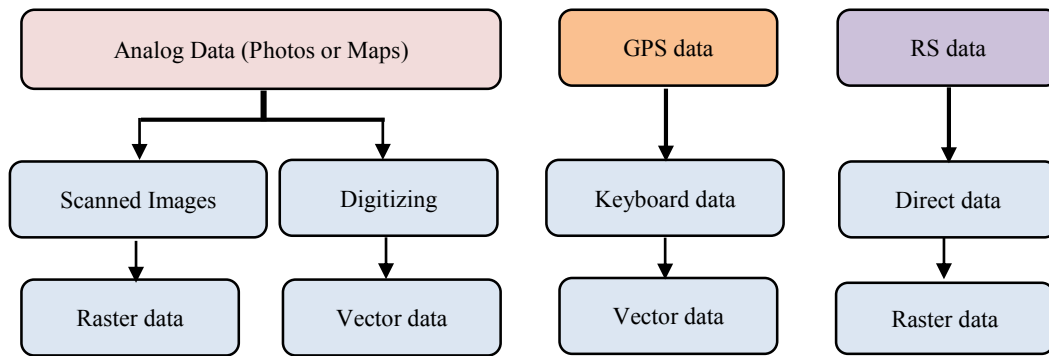 Analog Data (Photos or Maps)
GPS data
RS data
Scanned Images
Digitizing
Keyboard data
Direct data
Raster data
Vector data
Vector data
Raster data